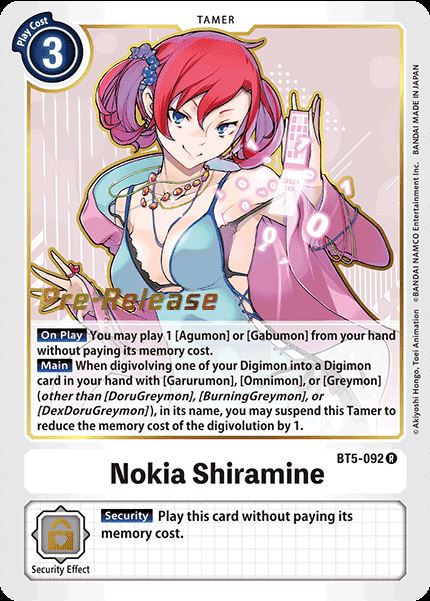 TAMER
Play Cost
3
7
0
1
0
Pre-Release
On Play You may play 1 [Agumon] or [Gabumon] from your hand
without paying its memory cost.
Main When digivolving one of your Digimon into a Digimon
card in your hand with [Garurumon], [Omnimon], or [Greymon]
(other than [DoruGreymon], [BurningGreymon], or
[DexDoruGreymon]), in its name, you may suspend this Tamer to
reduce the memory cost of the digivolution by 1.
©Akiyoshi Hongo, Toei Animation ©BANDAI NAMCO Entertainment Inc. BANDAI MADE IN JAPAN
BT5-092 R
Nokia Shiramine
Security Play this card without paying its
memory cost.
Security Effect